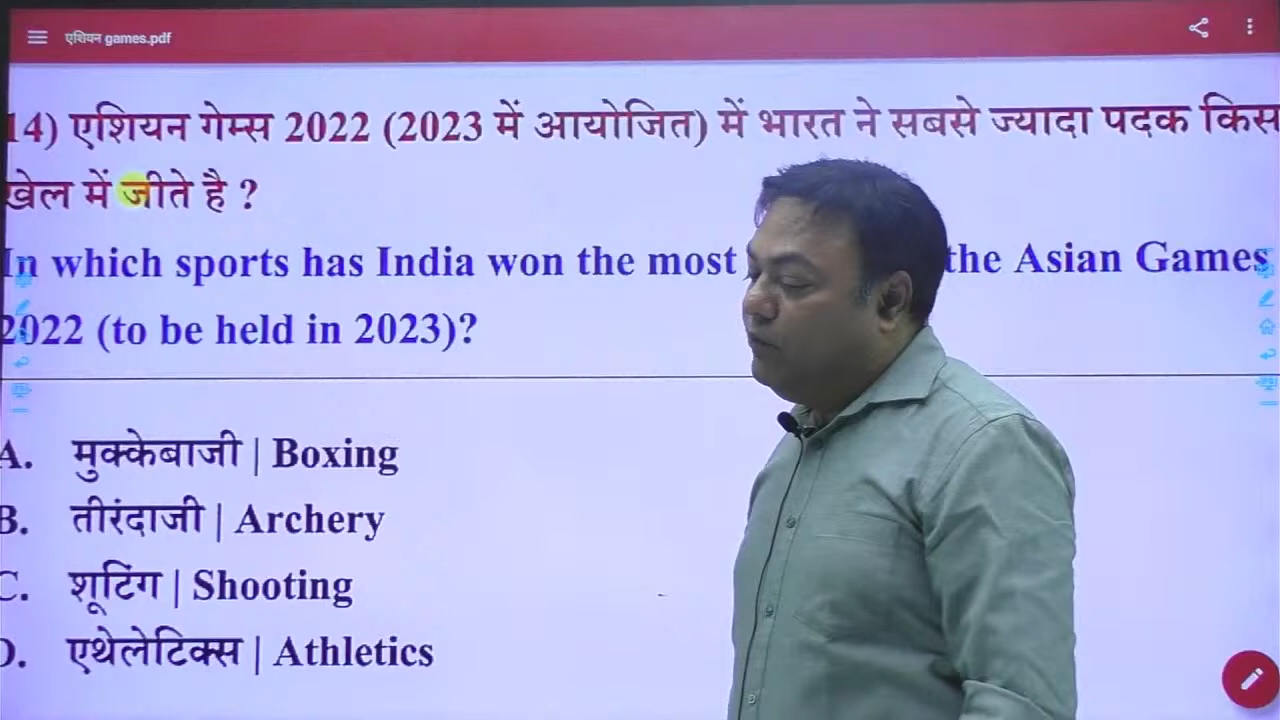 एशियन games.pdf
14) एशियन गेम्स 2022 (2023 में आयोजित) में भारत ने सबसे ज्यादा पदक किस
खेल में जीते है ?
In which sports has India won the most the Asian Games
2022 (to be held in 2023)?
A. मुक्केबाजी | Boxing
B. तीरंदाजी | Archery
C. शूटिंग | Shooting
D. एथेलेटिक्स | Athletics